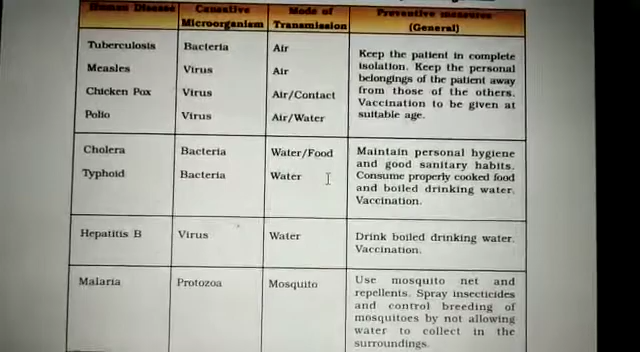 Human Disease Causative Microorganism Mode of Transmission Preventive measures (General)
Tuberculosis Bacteria Air
Measles Virus Air
Chicken Pox Virus Air/Contact
Polio Virus Air/Water
Keep the patient in complete
isolation. Keep the personal
belongings of the patient away
from those of the others.
Vaccination to be given at
suitable age.
Cholera Bacteria Water/Food
Typhoid Bacteria Water
Maintain personal hygiene
and good sanitary habits.
Consume properly cooked food
and boiled drinking water.
Vaccination.
Hepatitis B Virus Water
Drink boiled drinking water.
Vaccination.
Malaria Protozoa Mosquito
Use mosquito net and
repellents. Spray insecticides
and control breeding of
mosquitoes by not allowing
water to collect in the
surroundings.